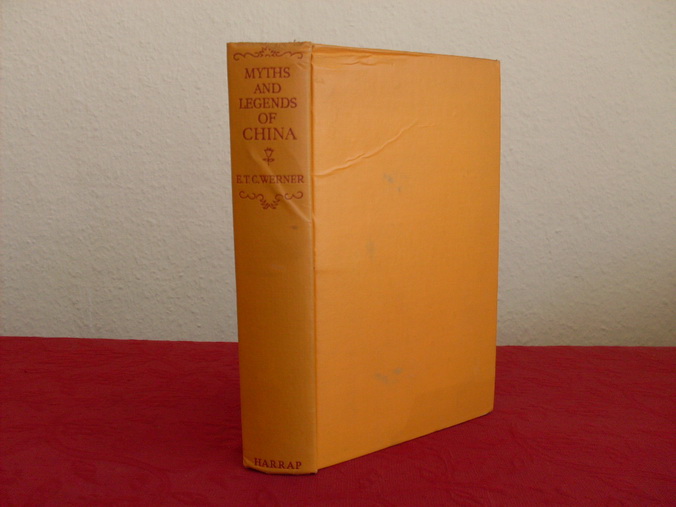 MYTHS
AND
LEGENDS
OF
CHINA
E.T.C.WERNER
HARRAP